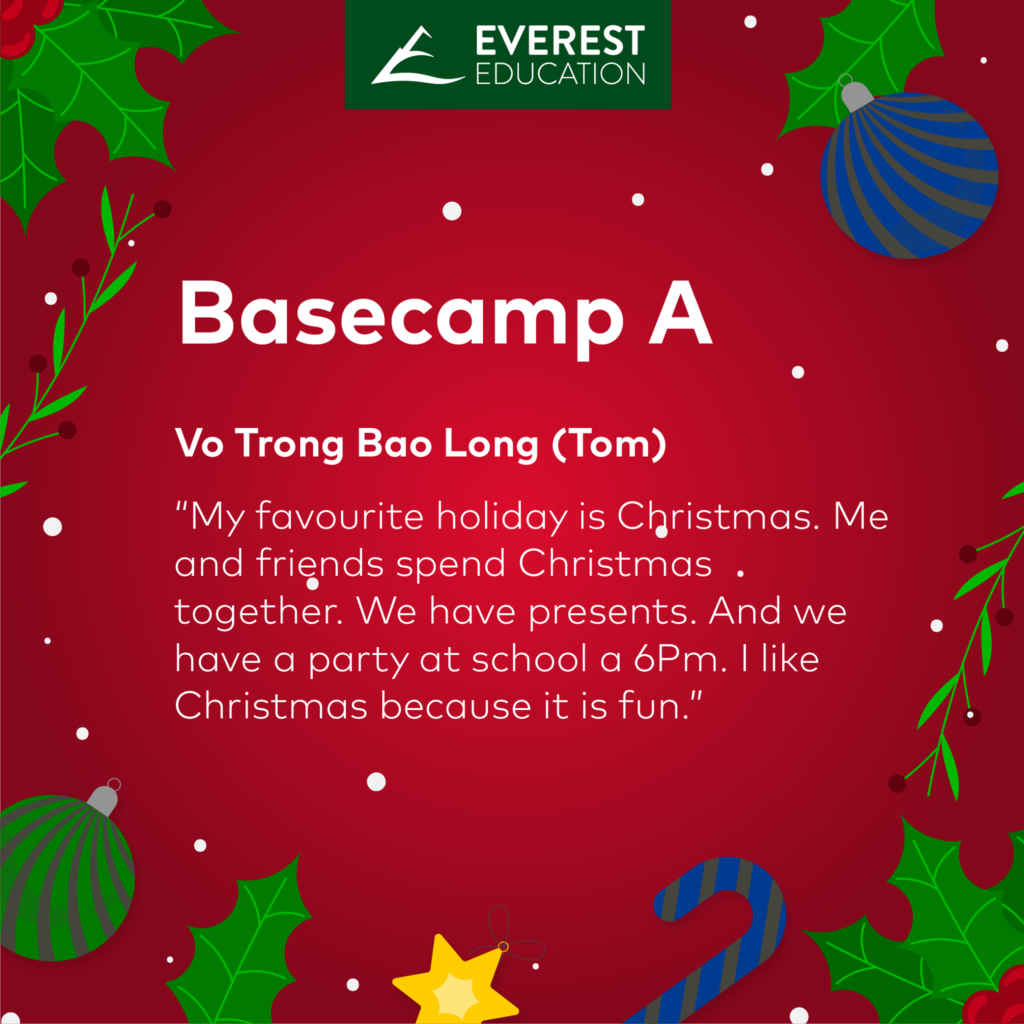 EVEREST
EDUCATION
Basecamp A
Vo Trong Bao Long (Tom)
“My favourite holiday is Christmas. Me
and friends spend Christmas
together. We have presents. And we
have a party at school a 6Pm. I like
Christmas because it is fun.”